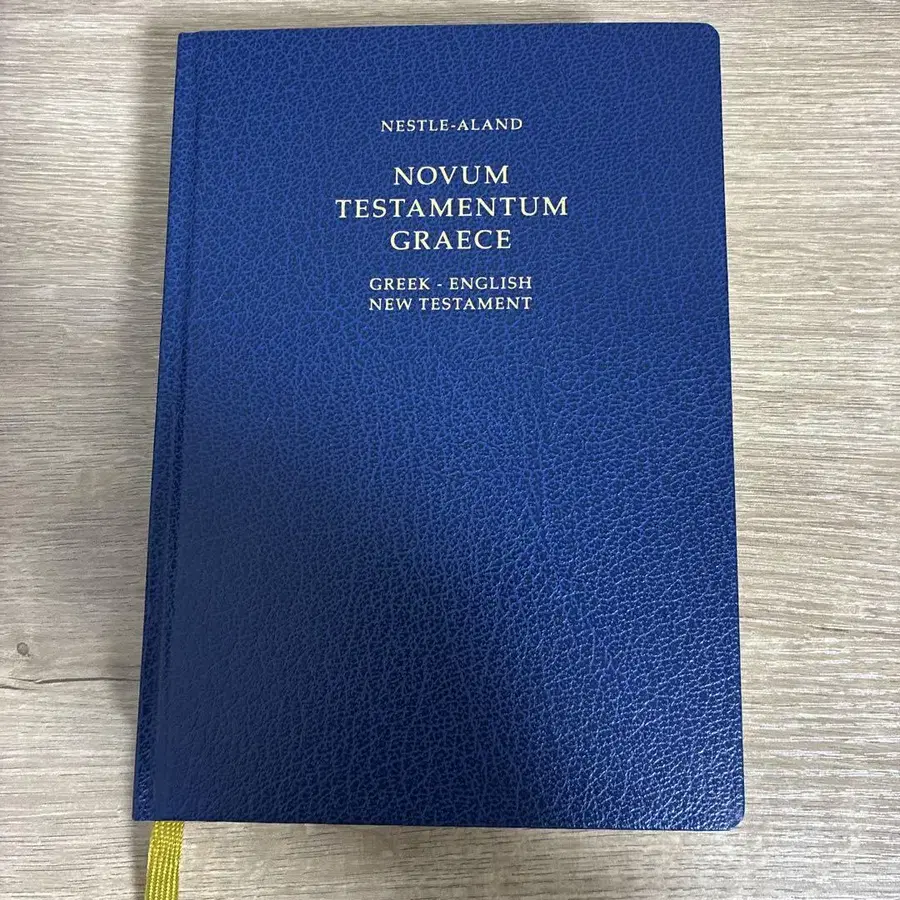 NESTLE-ALAND
NOVUM
TESTAMENTUM
GRAECE
GREEK - ENGLISH
NEW TESTAMENT